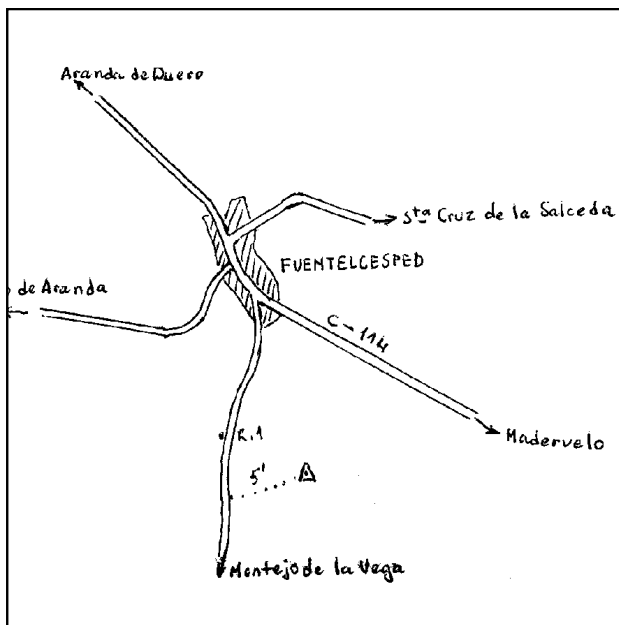 Aranda de Duero
Sta Cruz de la Salceda
FUENTELCESPED
de Aranda
C-114
Madervelo
K.1
5'
Montejo de la Vega